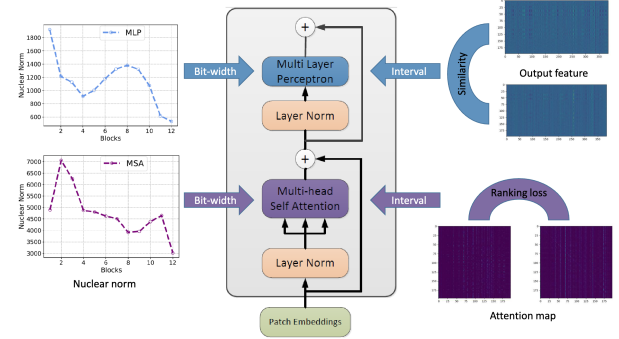 MLP
Nuclear Norm
1800
1600
1400
1200
1000
800
600
2 4 6 8 10 12
Blocks
MSA
Nuclear Norm
7000
6500
6000
5500
5000
4500
4000
3500
3000
2 4 6 8 10 12
Blocks
Nuclear norm
Bit-width
Bit-width
+
Multi Layer
Perceptron
Layer Norm
+
Multi-head
Self Attention
Layer Norm
Patch Embeddings
Interval
Interval
Similarity
Output feature
Ranking loss
Attention map